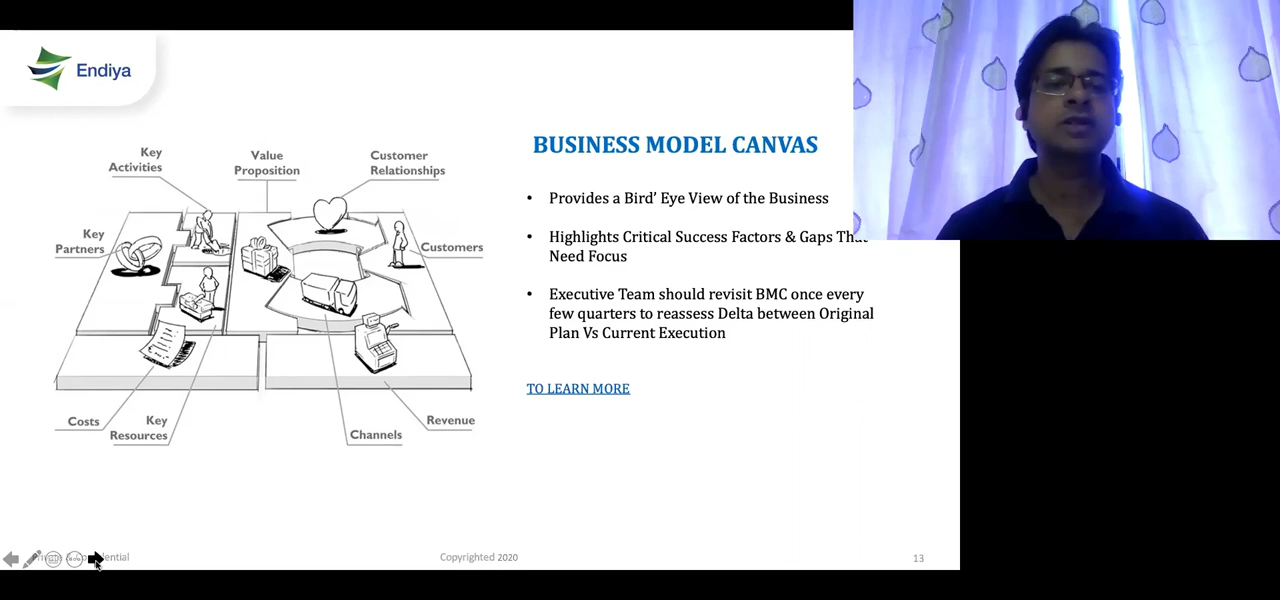 Endiya
Key
Activities
Value
Proposition
Customer
Relationships
Key
Partners
Customers
Costs
Key
Resources
Channels
Revenue
BUSINESS MODEL CANVAS
• Provides a Bird’ Eye View of the Business
• Highlights Critical Success Factors & Gaps That
Need Focus
• Executive Team should revisit BMC once every
few quarters to reassess Delta between Original
Plan Vs Current Execution
TO LEARN MORE
Copyrighted 2020
13